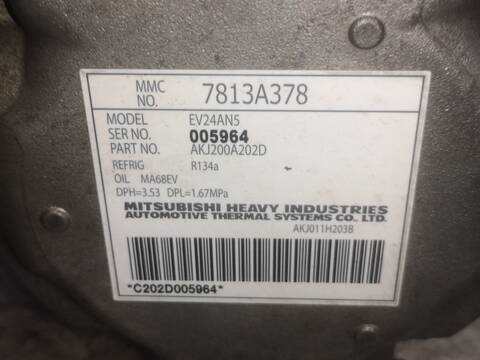 MMC NO. 7813A378
MODEL EV24AN5
SER NO. 005964
PART NO. AKJ200A202D
REFRIG R134a
OIL MA68EV
DPH=3.53 DPL=1.67MPa
MITSUBISHI HEAVY INDUSTRIES
AUTOMOTIVE THERMAL SYSTEMS CO., LTD.
AKJ011H203B
*C202D005964*